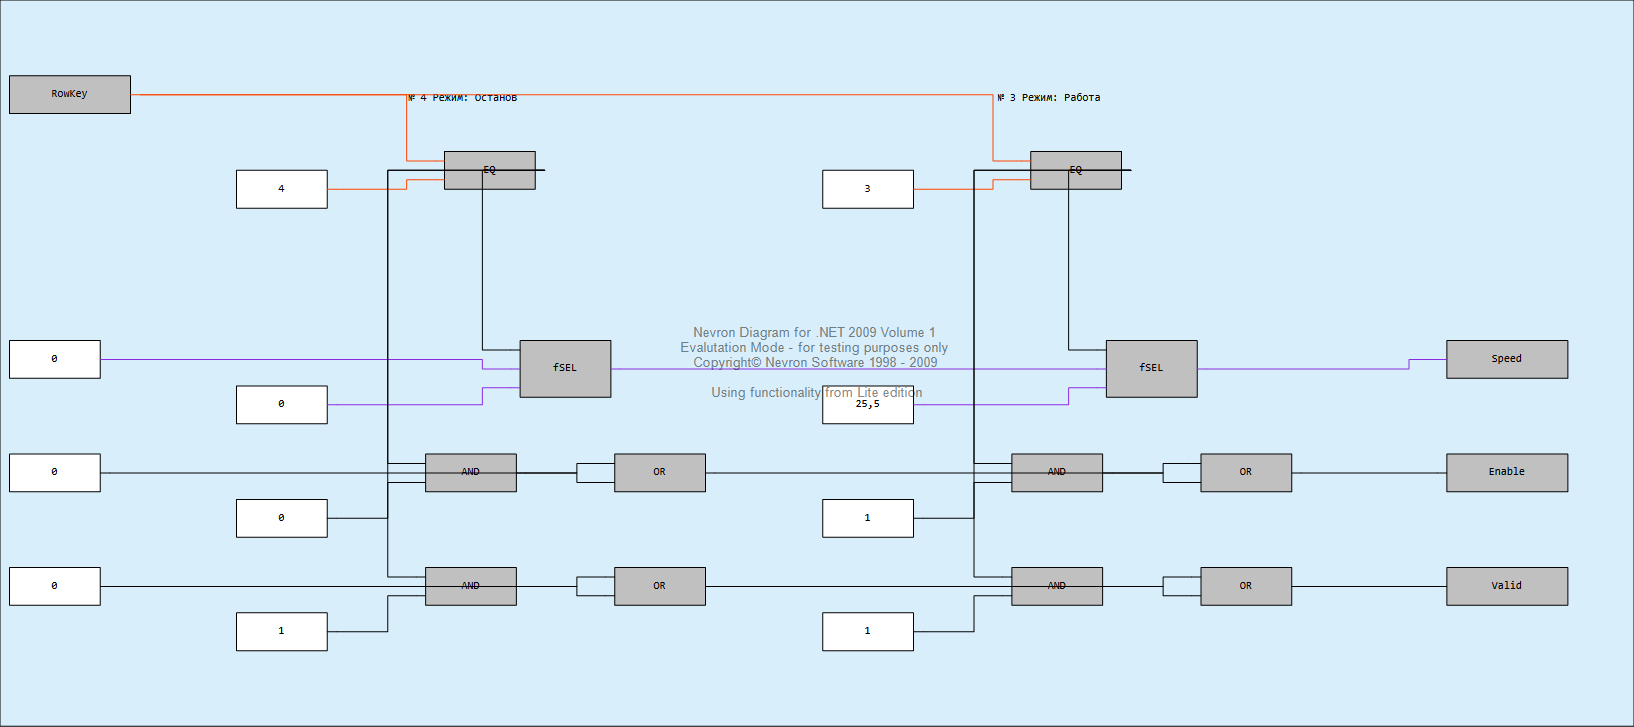 RowKey
№ 4 Режим: Останов
№ 3 Режим: Работа
EQ
EQ
4
3
Nevron Diagram for .NET 2009 Volume 1
Evalutation Mode - for testing purposes only
Copyright© Nevron Software 1998 - 2009
Using functionality from Lite edition
0
fSEL
fSEL
Speed
0
25,5
0
AND
OR
AND
OR
Enable
0
1
0
AND
OR
AND
OR
Valid
1
1